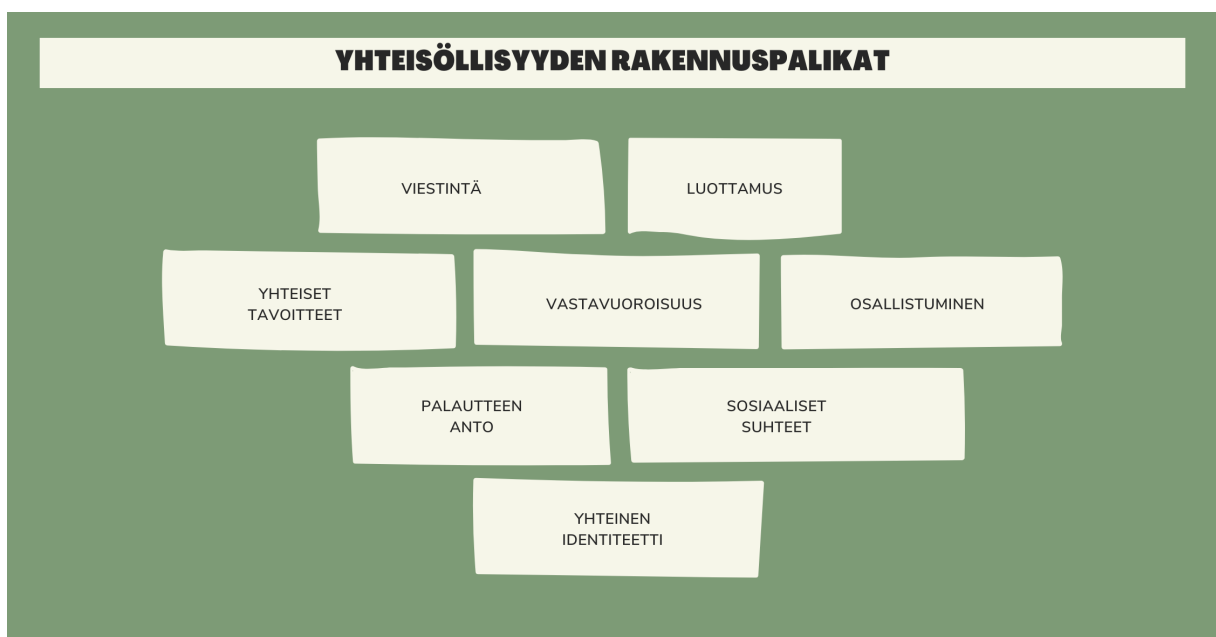 YHTEISÖLLISYYDEN RAKENNUSPALIKAT
VIESTINTÄ
LUOTTAMUS
YHTEISET
TAVOITTEET
VASTAVUOROISUUS
OSALLISTUMINEN
PALAUTTEEN
ANTO
SOSIAALISET
SUHTEET
YHTEINEN
IDENTITEETTI